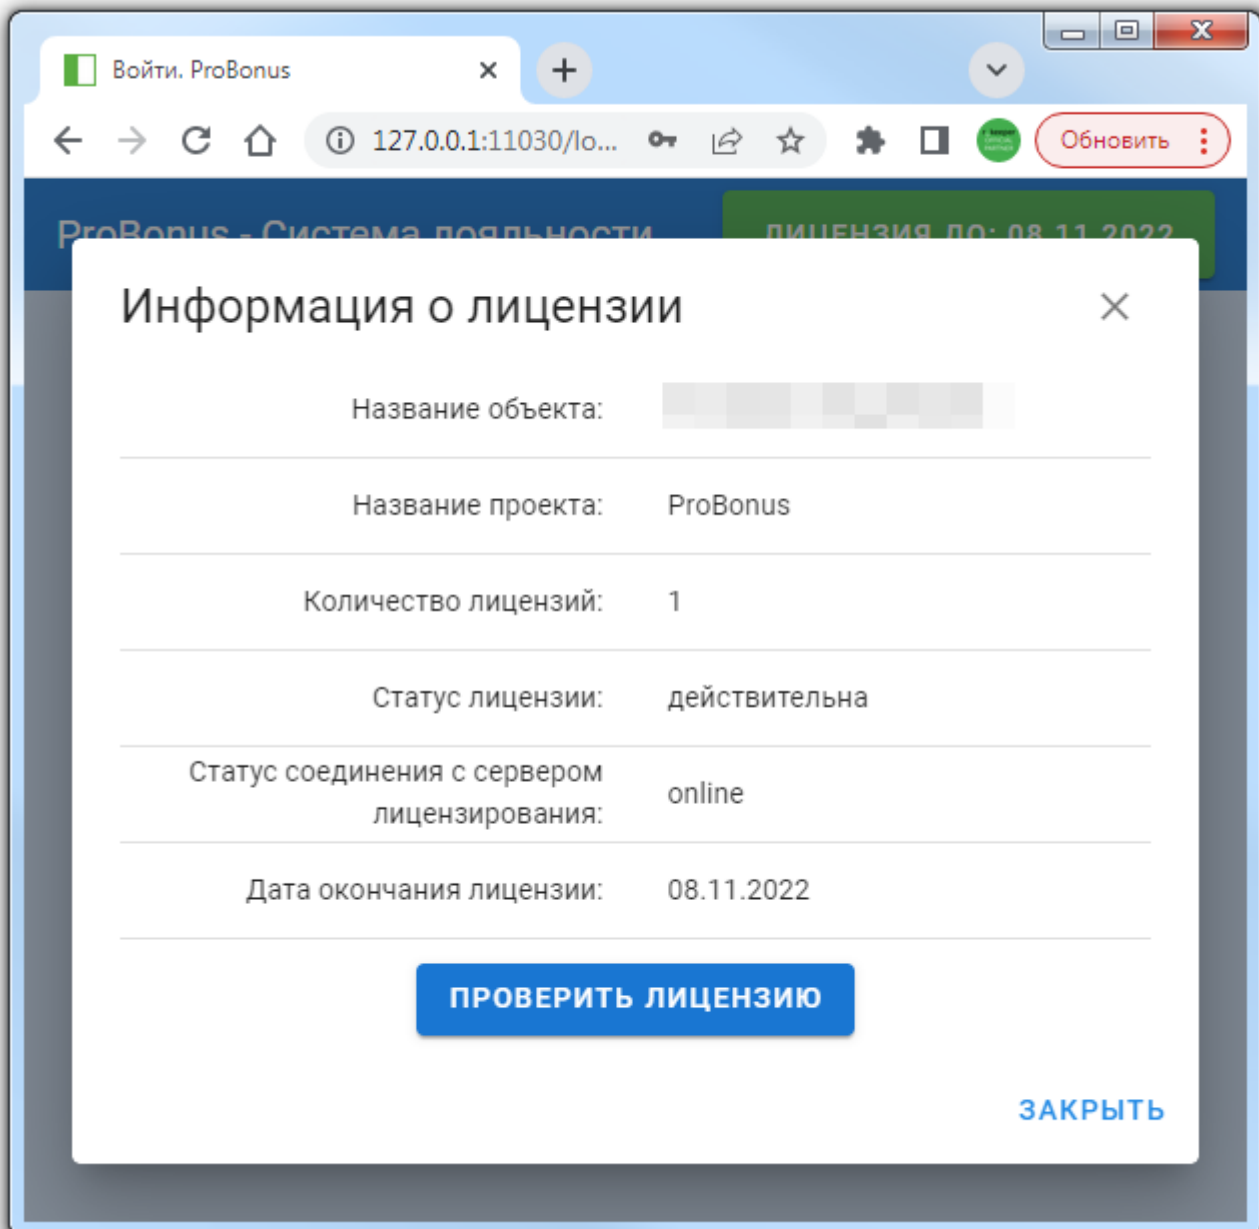 Войти. ProBonus
127.0.0.1:11030/lo...
Обновить
ProBonus - Система лояльности
ЛИЦЕНЗИЯ ДО: 08.11.2022
Информация о лицензии
Название объекта:
Название проекта: ProBonus
Количество лицензий: 1
Статус лицензии: действительна
Статус соединения с сервером
лицензирования: online
Дата окончания лицензии: 08.11.2022
ПРОВЕРИТЬ ЛИЦЕНЗИЮ
ЗАКРЫТЬ